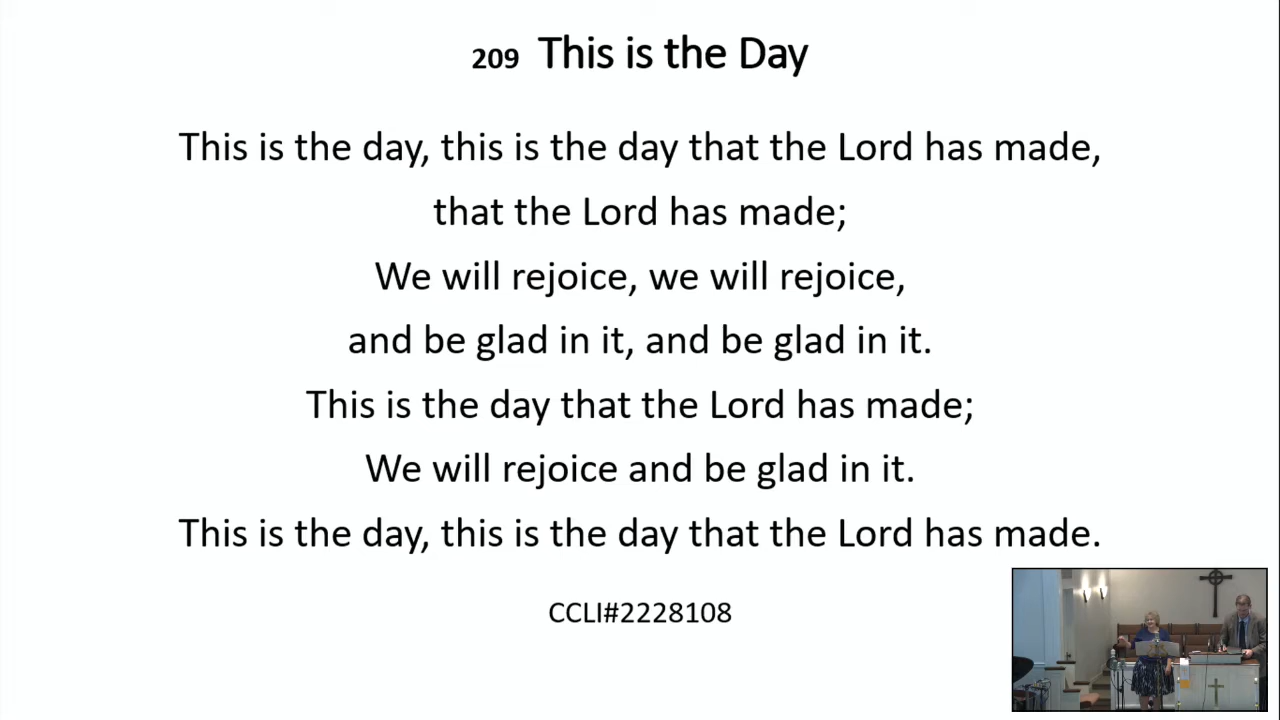 209 This is the Day
This is the day, this is the day that the Lord has made,
that the Lord has made;
We will rejoice, we will rejoice,
and be glad in it, and be glad in it.
This is the day that the Lord has made;
We will rejoice and be glad in it.
This is the day, this is the day that the Lord has made.
CCLI#2228108